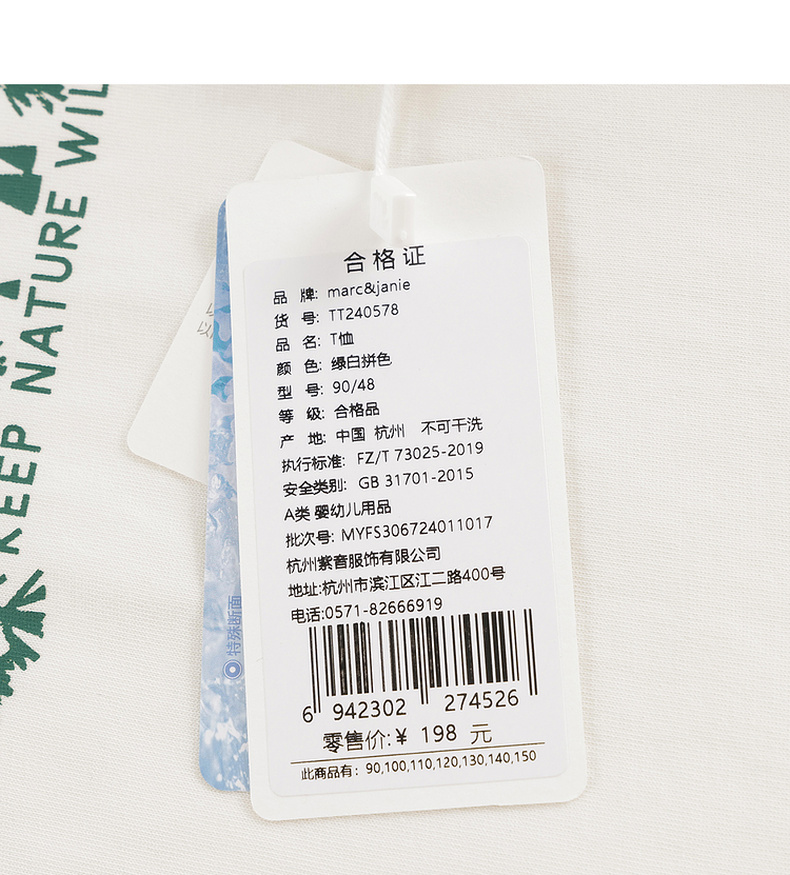 KEEP NATURE WIL
合格证
品 牌: marc&janie
货 号: TT240578
品 名: T恤
颜 色: 绿白拼色
型 号: 90/48
等 级: 合格品
产 地: 中国 杭州 不可干洗
执行标准: FZ/T 73025-2019
安全类别: GB 31701-2015
A类 婴幼儿用品
批次号: MYFS306724011017
杭州紫音服饰有限公司
地址:杭州市滨江区江二路400号
电话:0571-82666919
6 942302 274526
零售价:¥ 198 元
此商品有: 90,100,110,120,130,140,150
特殊断面